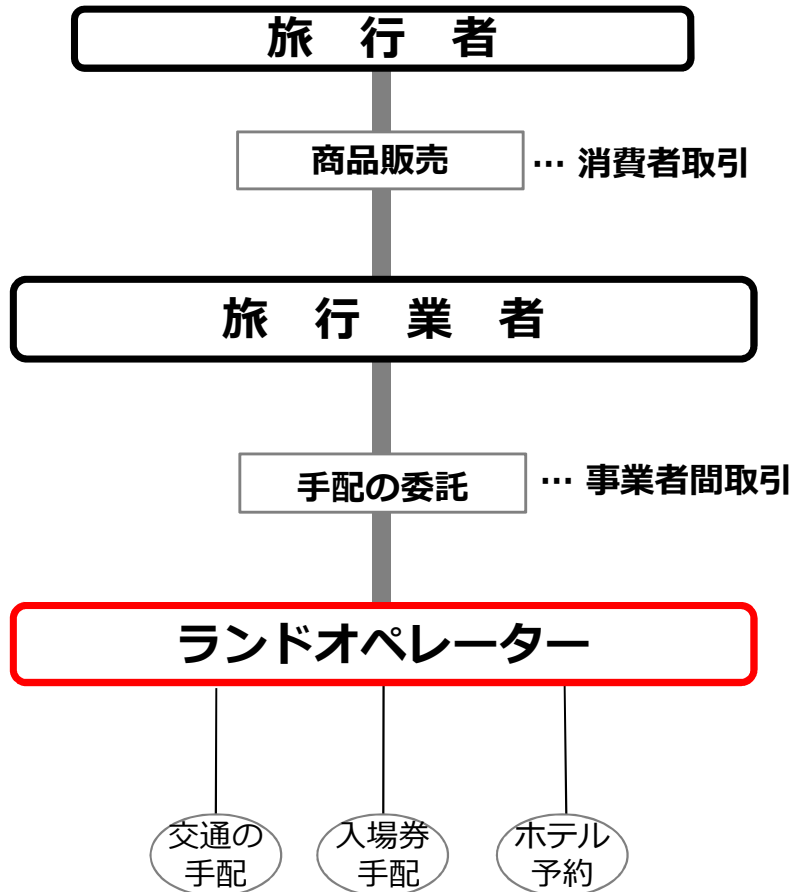 旅　行　者
商品販売 … 消費者取引
旅　行　業　者
手配の委託 … 事業者間取引
ランドオペレーター
交通の
手配
入場券
手配
ホテル
予約